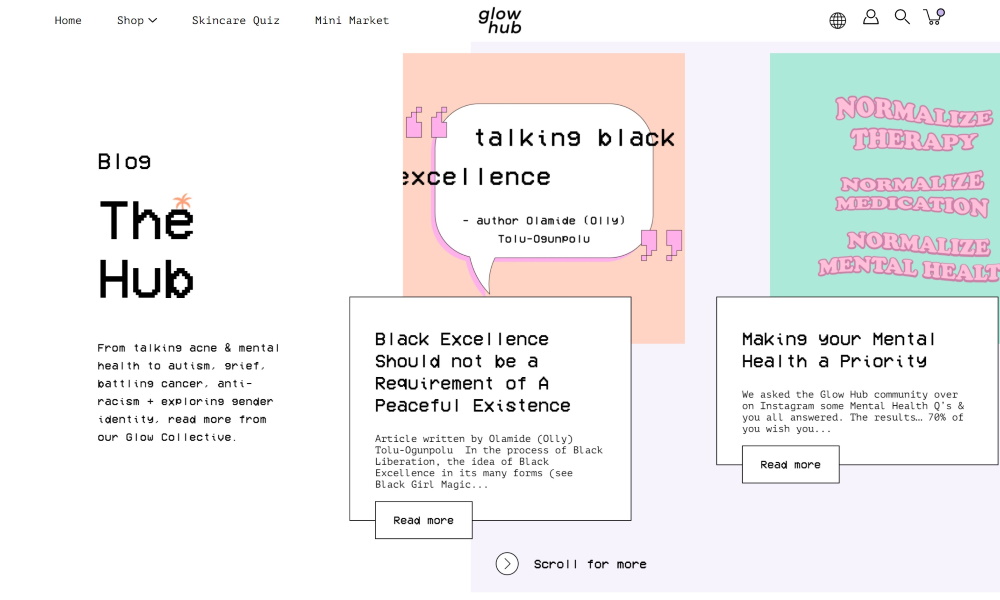 Home
Shop
Skincare Quiz
Mini Market
glow
hub
Blog
The
Hub
From talking acne & mental
health to autism, grief,
battling cancer, anti-
racism + exploring gender
identity, read more from
our Glow Collective.
talking black
excellence
- author Olamide (Olly)
Tolu-Ogunpolu
Black Excellence
Should not be a
Requirement of A
Peaceful Existence
Article written by Olamide (Olly)
Tolu-Ogunpolu  In the process of Black
Liberation, the idea of Black
Excellence in its many forms (see
Black Girl Magic...
Read more
NORMALIZE
THERAPY
NORMALIZE
MEDICATION
NORMALIZE
MENTAL HEALT
Making your Mental
Health a Priority
We asked the Glow Hub community over
on Instagram some Mental Health Q's &
you all answered. The results… 70% of
you wish you...
Read more
Scroll for more